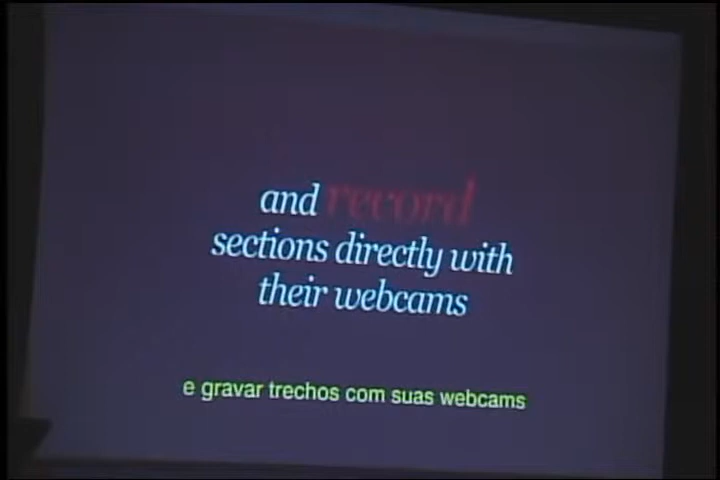 and record
sections directly with
their webcams
e gravar trechos com suas webcams